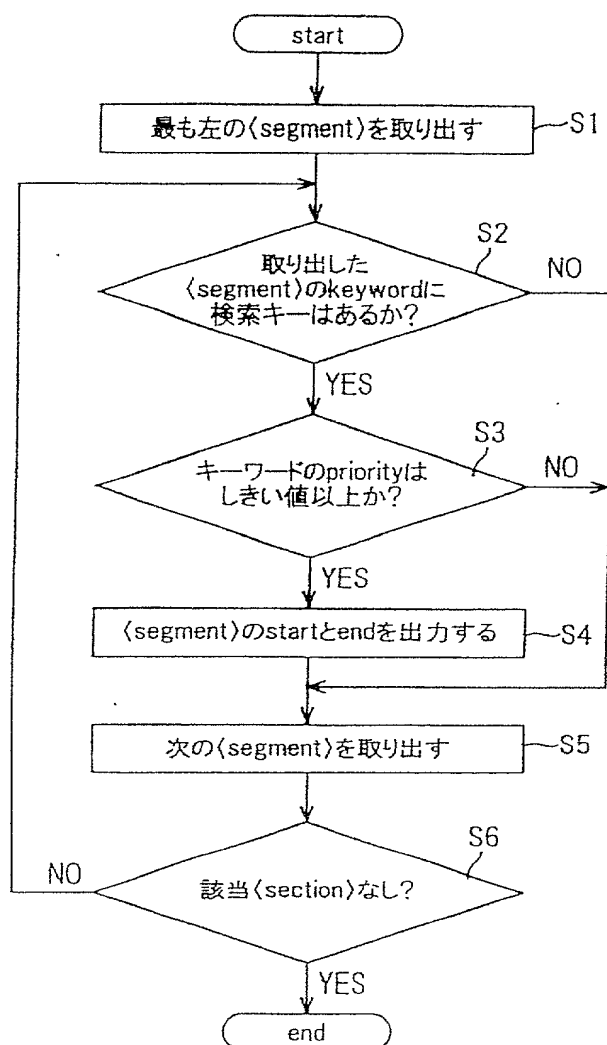 start
最も左の〈segment〉を取り出す
S1
S2
取り出した
〈segment〉のkeywordに
検索キーはあるか?
NO
YES
S3
キーワードのpriorityは
しきい値以上か?
NO
YES
〈segment〉のstartとendを出力する
S4
次の〈segment〉を取り出す
S5
S6
該当〈section〉なし?
NO
YES
end